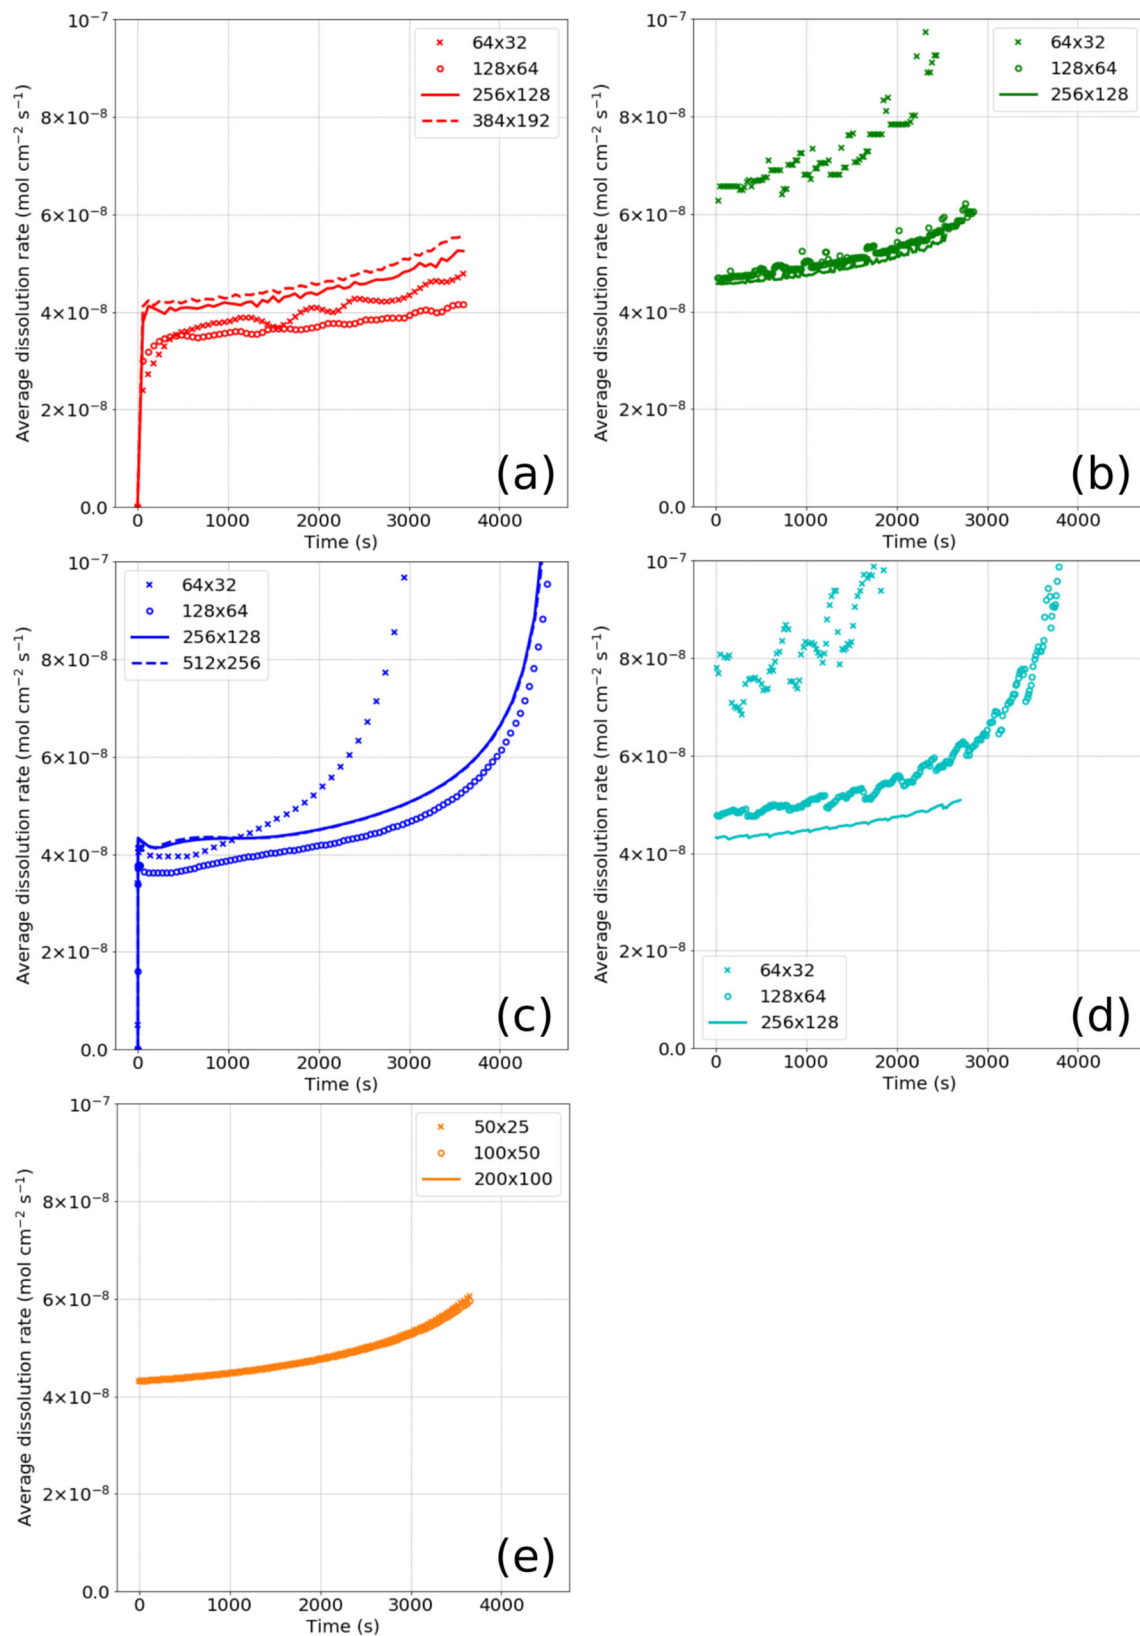 10⁻⁷
8×10⁻⁸
6×10⁻⁸
4×10⁻⁸
2×10⁻⁸
0.0
Average dissolution rate (mol cm⁻² s⁻¹)
64x32
128x64
256x128
384x192
(a)
0 1000 2000 3000 4000
Time (s)
10⁻⁷
8×10⁻⁸
6×10⁻⁸
4×10⁻⁸
2×10⁻⁸
0.0
Average dissolution rate (mol cm⁻² s⁻¹)
64x32
128x64
256x128
(b)
0 1000 2000 3000 4000
Time (s)
10⁻⁷
8×10⁻⁸
6×10⁻⁸
4×10⁻⁸
2×10⁻⁸
0.0
Average dissolution rate (mol cm⁻² s⁻¹)
64x32
128x64
256x128
512x256
(c)
0 1000 2000 3000 4000
Time (s)
10⁻⁷
8×10⁻⁸
6×10⁻⁸
4×10⁻⁸
2×10⁻⁸
0.0
Average dissolution rate (mol cm⁻² s⁻¹)
64x32
128x64
256x128
(d)
0 1000 2000 3000 4000
Time (s)
10⁻⁷
8×10⁻⁸
6×10⁻⁸
4×10⁻⁸
2×10⁻⁸
0.0
Average dissolution rate (mol cm⁻² s⁻¹)
50x25
100x50
200x100
(e)
0 1000 2000 3000 4000
Time (s)